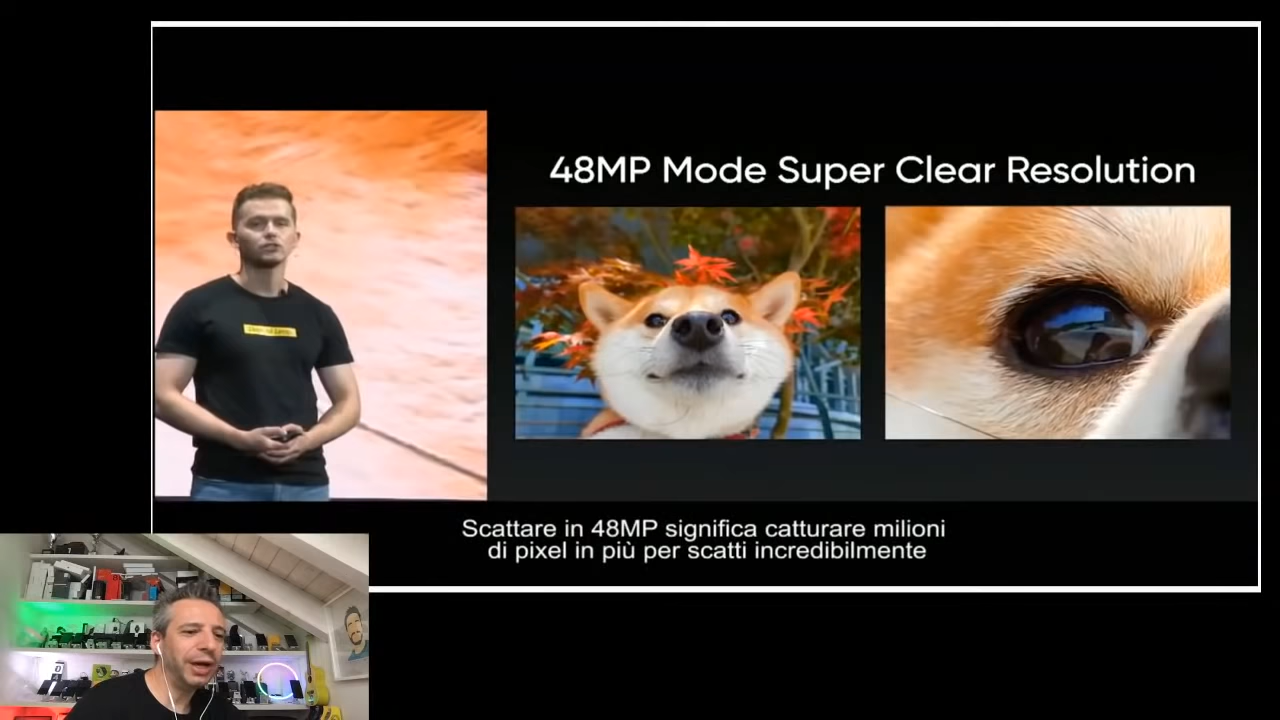 48MP Mode Super Clear Resolution
Scattare in 48MP significa catturare milioni
di pixel in più per scatti incredibilmente